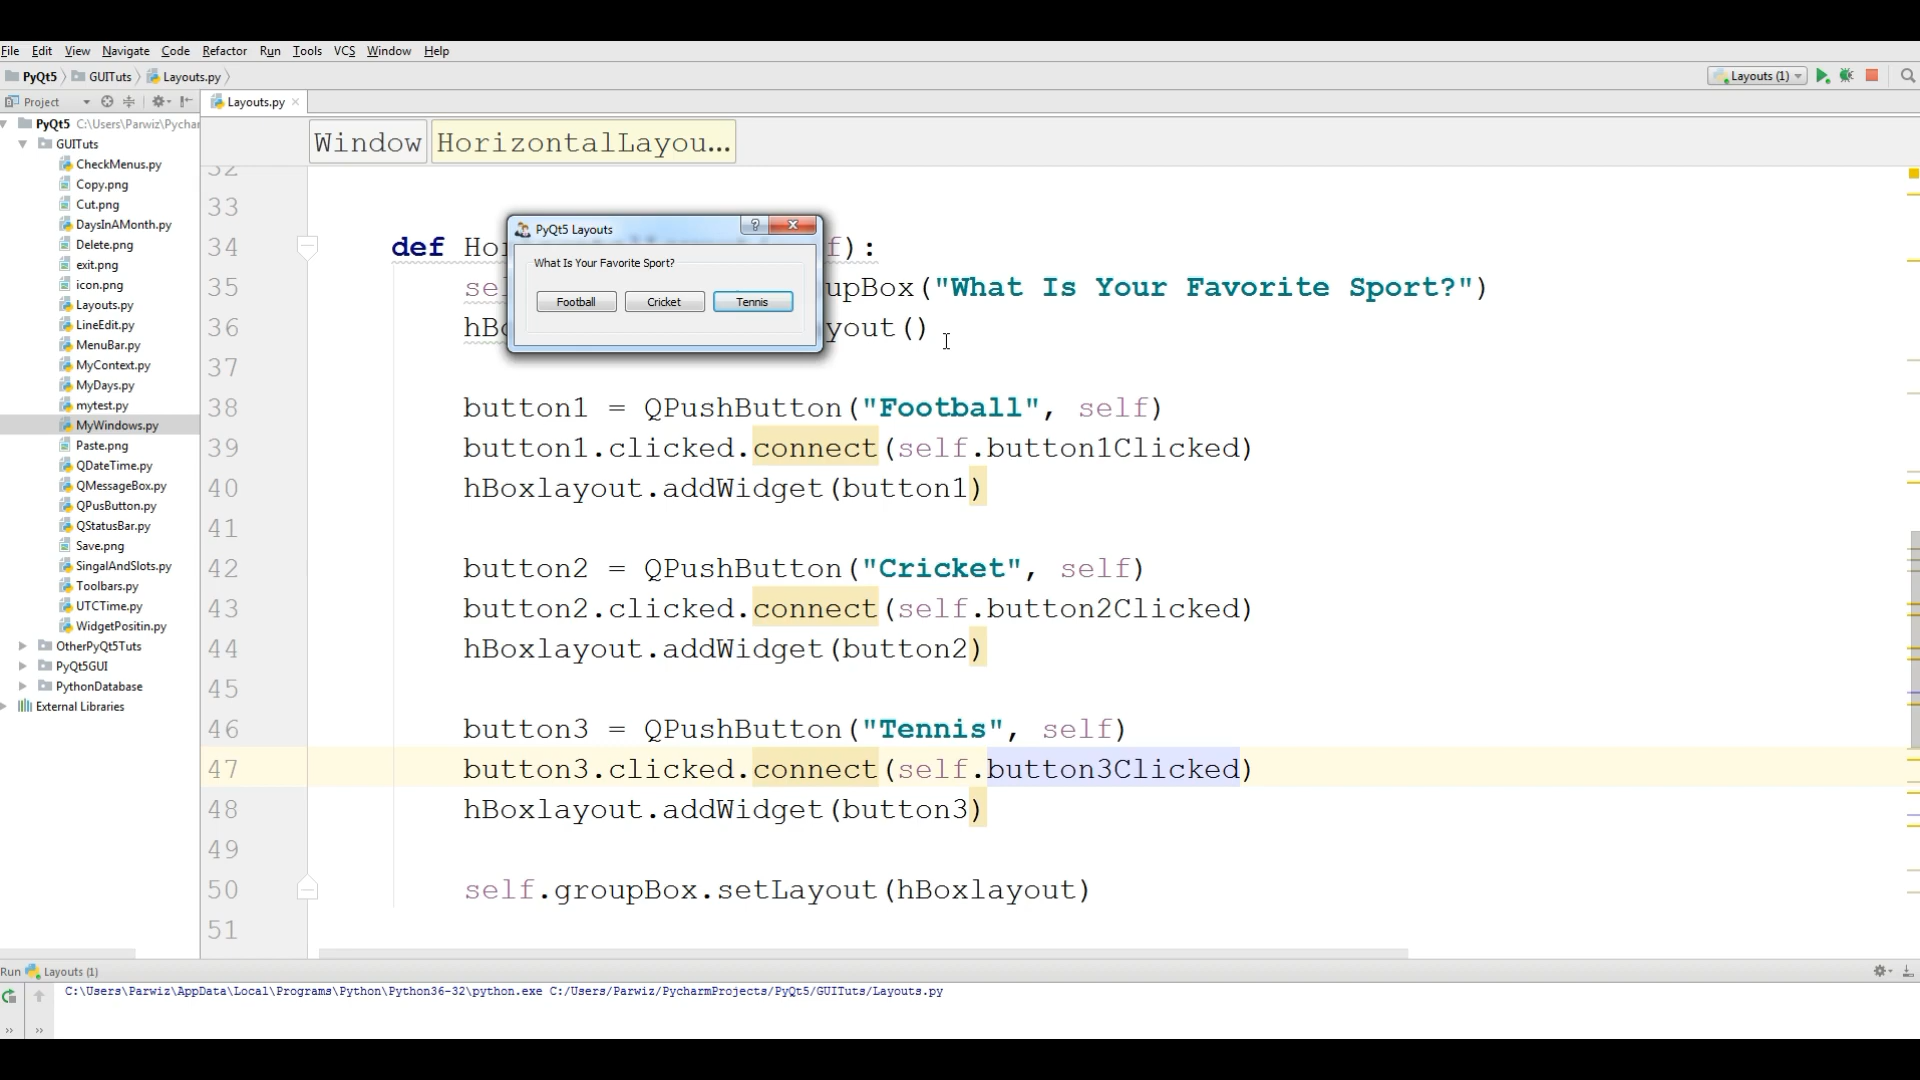 File Edit View Navigate Code Refactor Run Tools VCS Window Help
PyQt5 GUITuts Layouts.py Layouts (1)
Project Layouts.py
PyQt5 C:\Users\Parwiz\Pychar
GUITuts
CheckMenus.py
Copy.png
Cut.png
DaysInAMonth.py
Delete.png
exit.png
icon.png
Layouts.py
LineEdit.py
MenuBar.py
MyContext.py
MyDays.py
mytest.py
MyWindows.py
Paste.png
QDateTime.py
QMessageBox.py
QPusButton.py
QStatusBar.py
Save.png
SingalAndSlots.py
Toolbars.py
UTCTime.py
WidgetPositin.py
OtherPyQt5Tuts
PyQt5GUI
PythonDatabase
External Libraries
Window HorizontalLayou...
32
33
34 def Hor f):
35 sel upBox("What Is Your Favorite Sport?")
36 hBo yout()
37
38 button1 = QPushButton("Football", self)
39 button1.clicked.connect(self.button1Clicked)
40 hBoxlayout.addWidget(button1)
41
42 button2 = QPushButton("Cricket", self)
43 button2.clicked.connect(self.button2Clicked)
44 hBoxlayout.addWidget(button2)
45
46 button3 = QPushButton("Tennis", self)
47 button3.clicked.connect(self.button3Clicked)
48 hBoxlayout.addWidget(button3)
49
50 self.groupBox.setLayout(hBoxlayout)
51
PyQt5 Layouts
What Is Your Favorite Sport?
Football Cricket Tennis
Run Layouts (1)
C:\Users\Parwiz\AppData\Local\Programs\Python\Python36-32\python.exe C:/Users/Parwiz/PycharmProjects/PyQt5/GUITuts/Layouts.py